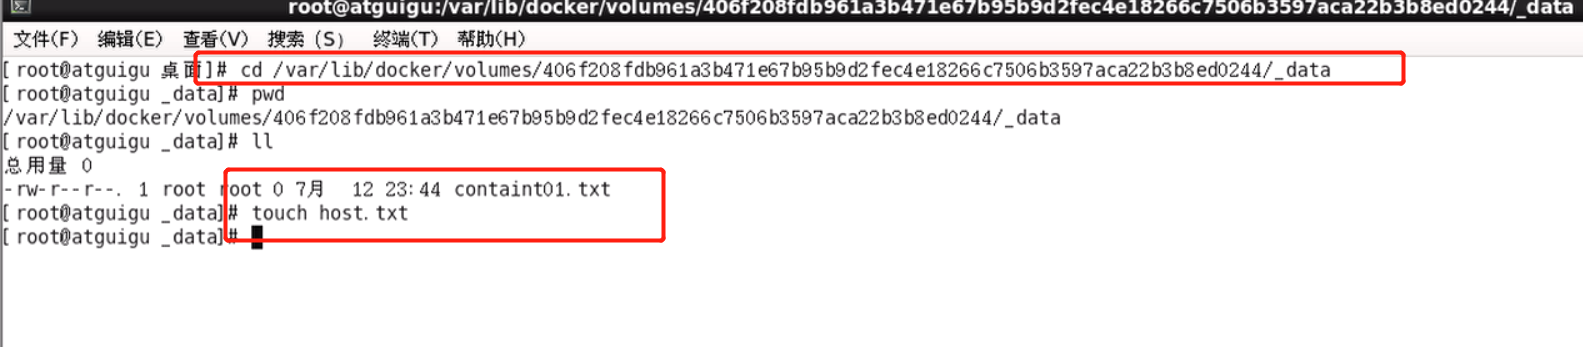 root@atguigu:/var/lib/docker/volumes/406f208fdb961a3b471e67b95b9d2fec4e18266c7506b3597aca22b3b8ed0244/_data
文件(F) 编辑(E) 查看(V) 搜索 (S) 终端(T) 帮助(H)
[root@atguigu 桌面]# cd /var/lib/docker/volumes/406f208fdb961a3b471e67b95b9d2fec4e18266c7506b3597aca22b3b8ed0244/_data
[root@atguigu _data]# pwd
/var/lib/docker/volumes/406f208fdb961a3b471e67b95b9d2fec4e18266c7506b3597aca22b3b8ed0244/_data
[root@atguigu _data]# ll
总用量 0
-rw-r--r--. 1 root root 0 7月  12 23:44 containt01.txt
[root@atguigu _data]# touch host.txt
[root@atguigu _data]#